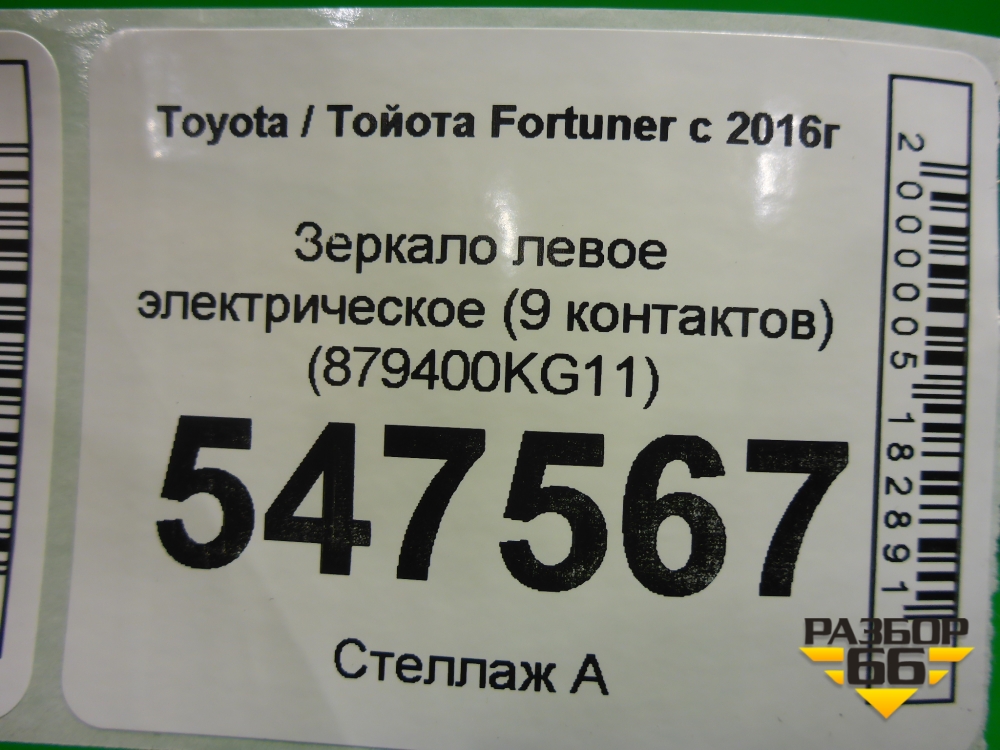 Toyota / Тойота Fortuner с 2016г
Зеркало левое
электрическое (9 контактов)
(879400KG11)
547567
Стеллаж А
2000005182891
РАЗБОР
66